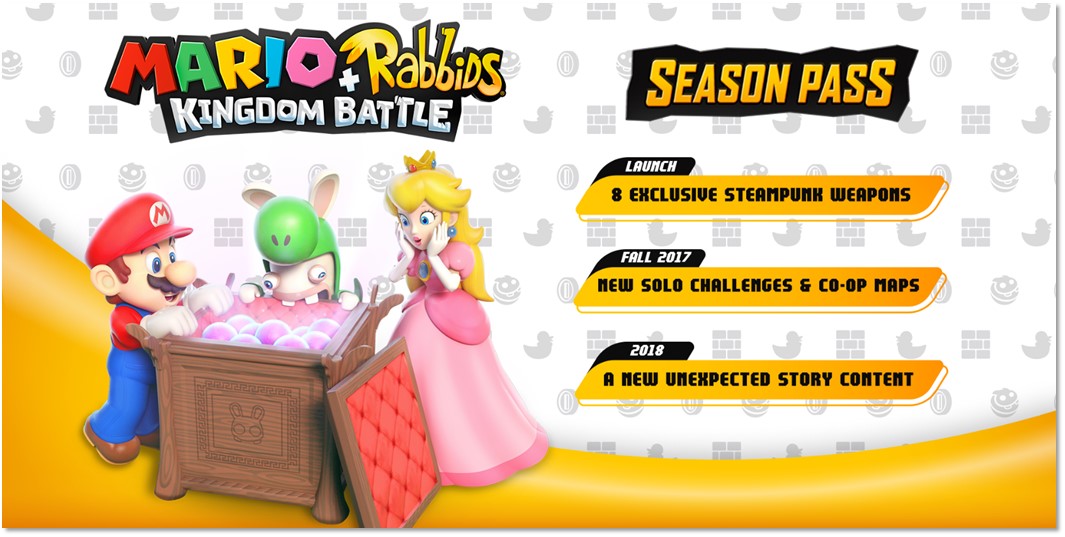 MARIO + Rabbids
KINGDOM BATTLE
SEASON PASS
LAUNCH
8 EXCLUSIVE STEAMPUNK WEAPONS
FALL 2017
NEW SOLO CHALLENGES & CO-OP MAPS
2018
A NEW UNEXPECTED STORY CONTENT
M